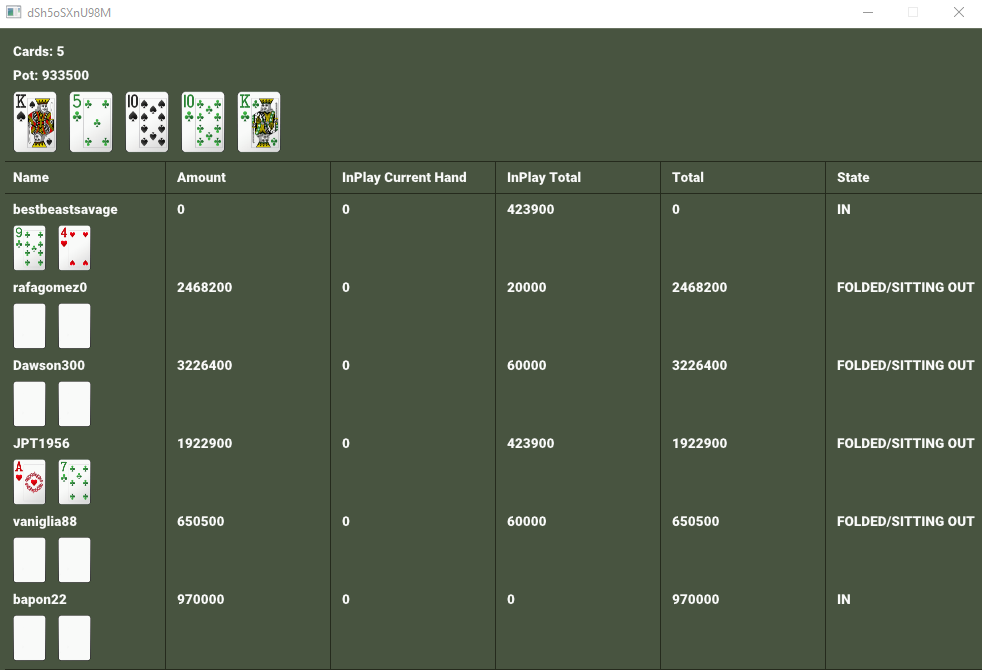 dSh5oSXnU98M
Cards: 5
Pot: 933500
K 5 10 10 K
Name Amount InPlay Current Hand InPlay Total Total State
bestbeastsavage 0 0 423900 0 IN
9 4
rafagomez0 2468200 0 20000 2468200 FOLDED/SITTING OUT
Dawson300 3226400 0 60000 3226400 FOLDED/SITTING OUT
JPT1956 1922900 0 423900 1922900 FOLDED/SITTING OUT
A 7
vaniglia88 650500 0 60000 650500 FOLDED/SITTING OUT
bapon22 970000 0 0 970000 IN